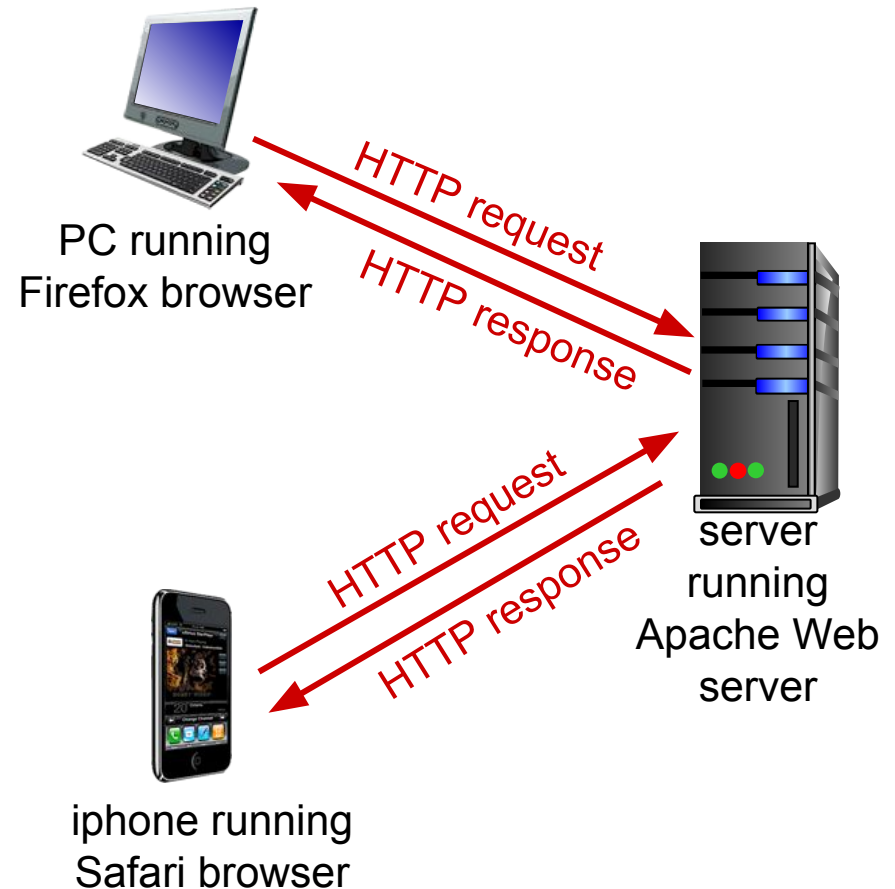 HTTP request
HTTP response
PC running
Firefox browser
HTTP request
HTTP response
server
running
Apache Web
server
iphone running
Safari browser